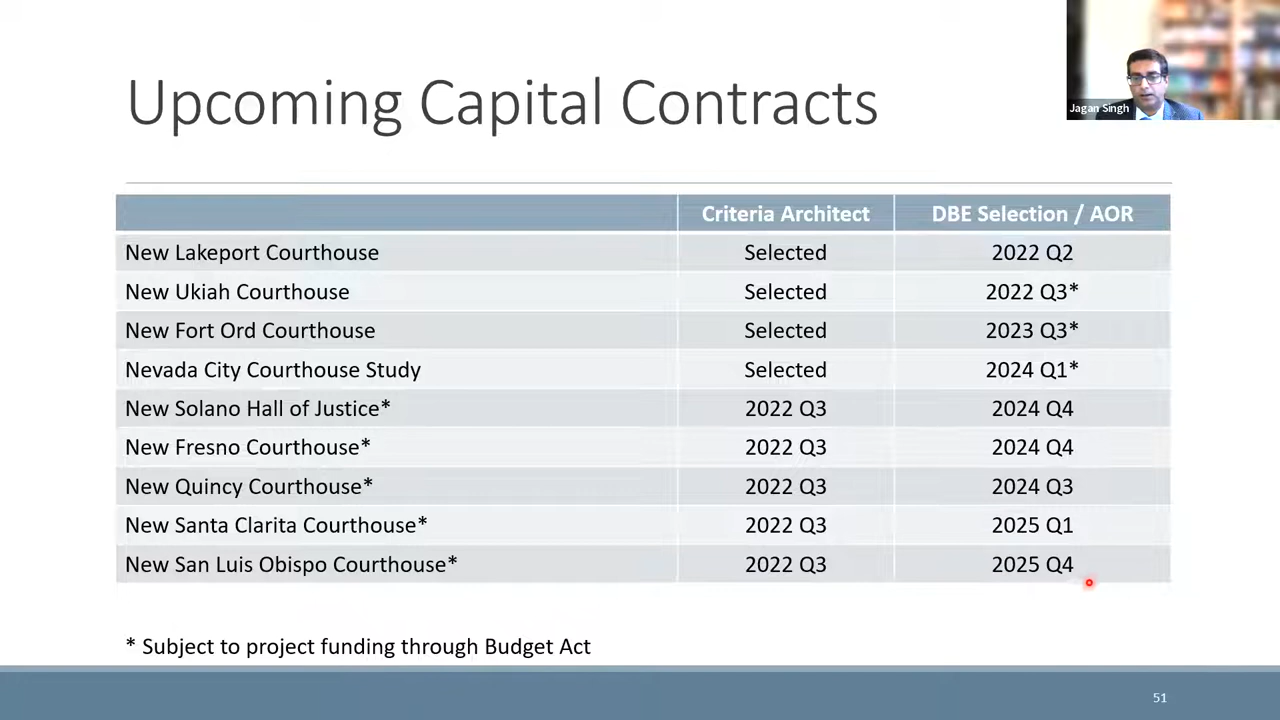 Upcoming Capital Contracts
Jagan Singh
Criteria Architect DBE Selection / AOR
New Lakeport Courthouse Selected 2022 Q2
New Ukiah Courthouse Selected 2022 Q3*
New Fort Ord Courthouse Selected 2023 Q3*
Nevada City Courthouse Study Selected 2024 Q1*
New Solano Hall of Justice* 2022 Q3 2024 Q4
New Fresno Courthouse* 2022 Q3 2024 Q4
New Quincy Courthouse* 2022 Q3 2024 Q3
New Santa Clarita Courthouse* 2022 Q3 2025 Q1
New San Luis Obispo Courthouse* 2022 Q3 2025 Q4
* Subject to project funding through Budget Act
51